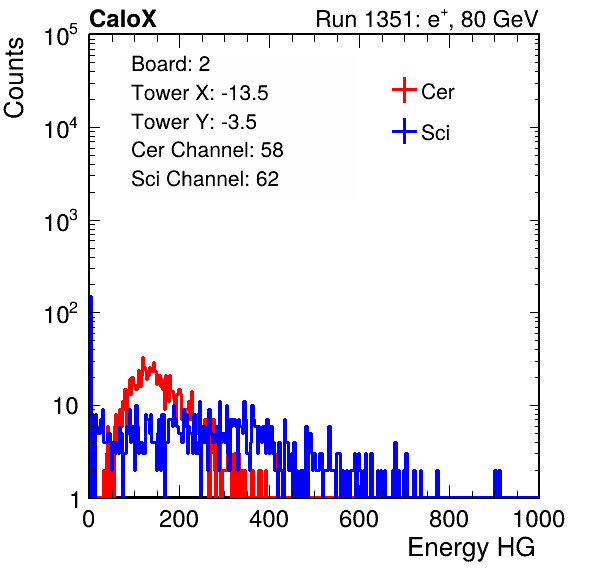 CaloX Run 1351: e+, 80 GeV
Counts
10^5
10^4
10^3
10^2
10
1
Board: 2
Tower X: -13.5
Tower Y: -3.5
Cer Channel: 58
Sci Channel: 62
Cer
Sci
0 200 400 600 800 1000
Energy HG